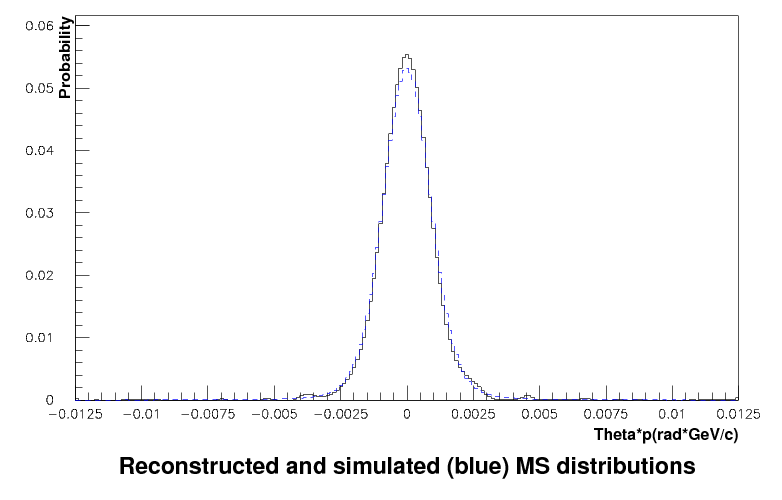 Probability
0.06
0.05
0.04
0.03
0.02
0.01
0
−0.0125 −0.01 −0.0075 −0.005 −0.0025 0 0.0025 0.005 0.0075 0.01 0.0125
Theta*p(rad*GeV/c)
Reconstructed and simulated (blue) MS distributions